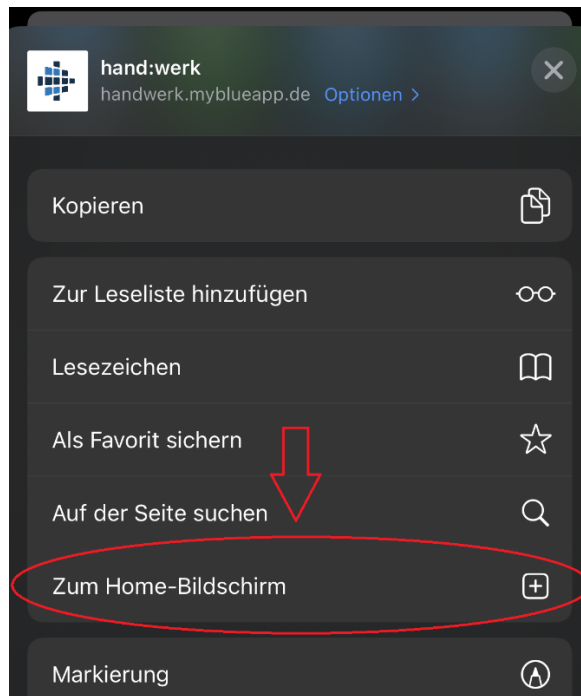 hand:werk
handwerk.myblueapp.de Optionen >
Kopieren
Zur Leseliste hinzufügen
Lesezeichen
Als Favorit sichern
Auf der Seite suchen
Zum Home-Bildschirm
Markierung